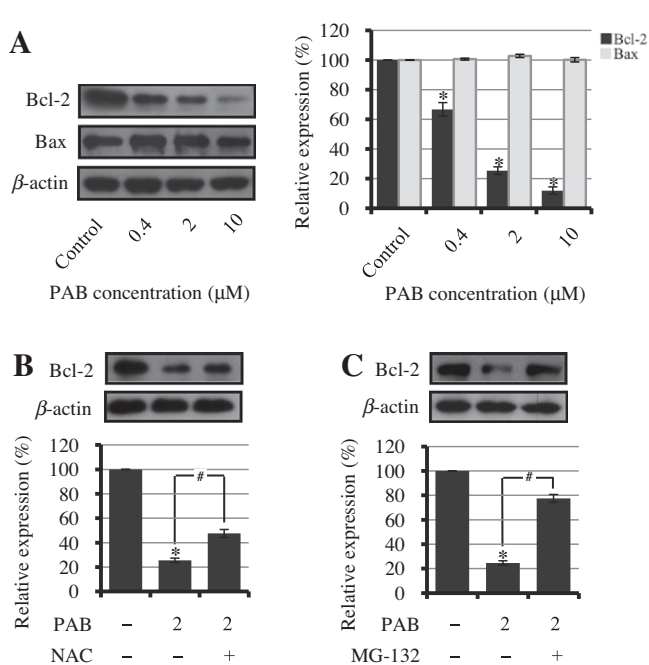 A
Bcl-2
Bax
β-actin
Control 0.4 2 10
PAB concentration (µM)
Relative expression (%)
120
100
80
60
40
20
0
* * *
Bcl-2
Bax
Control 0.4 2 10
PAB concentration (µM)
B
Bcl-2
β-actin
Relative expression (%)
120
100
80
60
40
20
0
*
#
PAB – 2 2
NAC – – +
C
Bcl-2
β-actin
Relative expression (%)
120
100
80
60
40
20
0
*
#
PAB – 2 2
MG-132 – – +